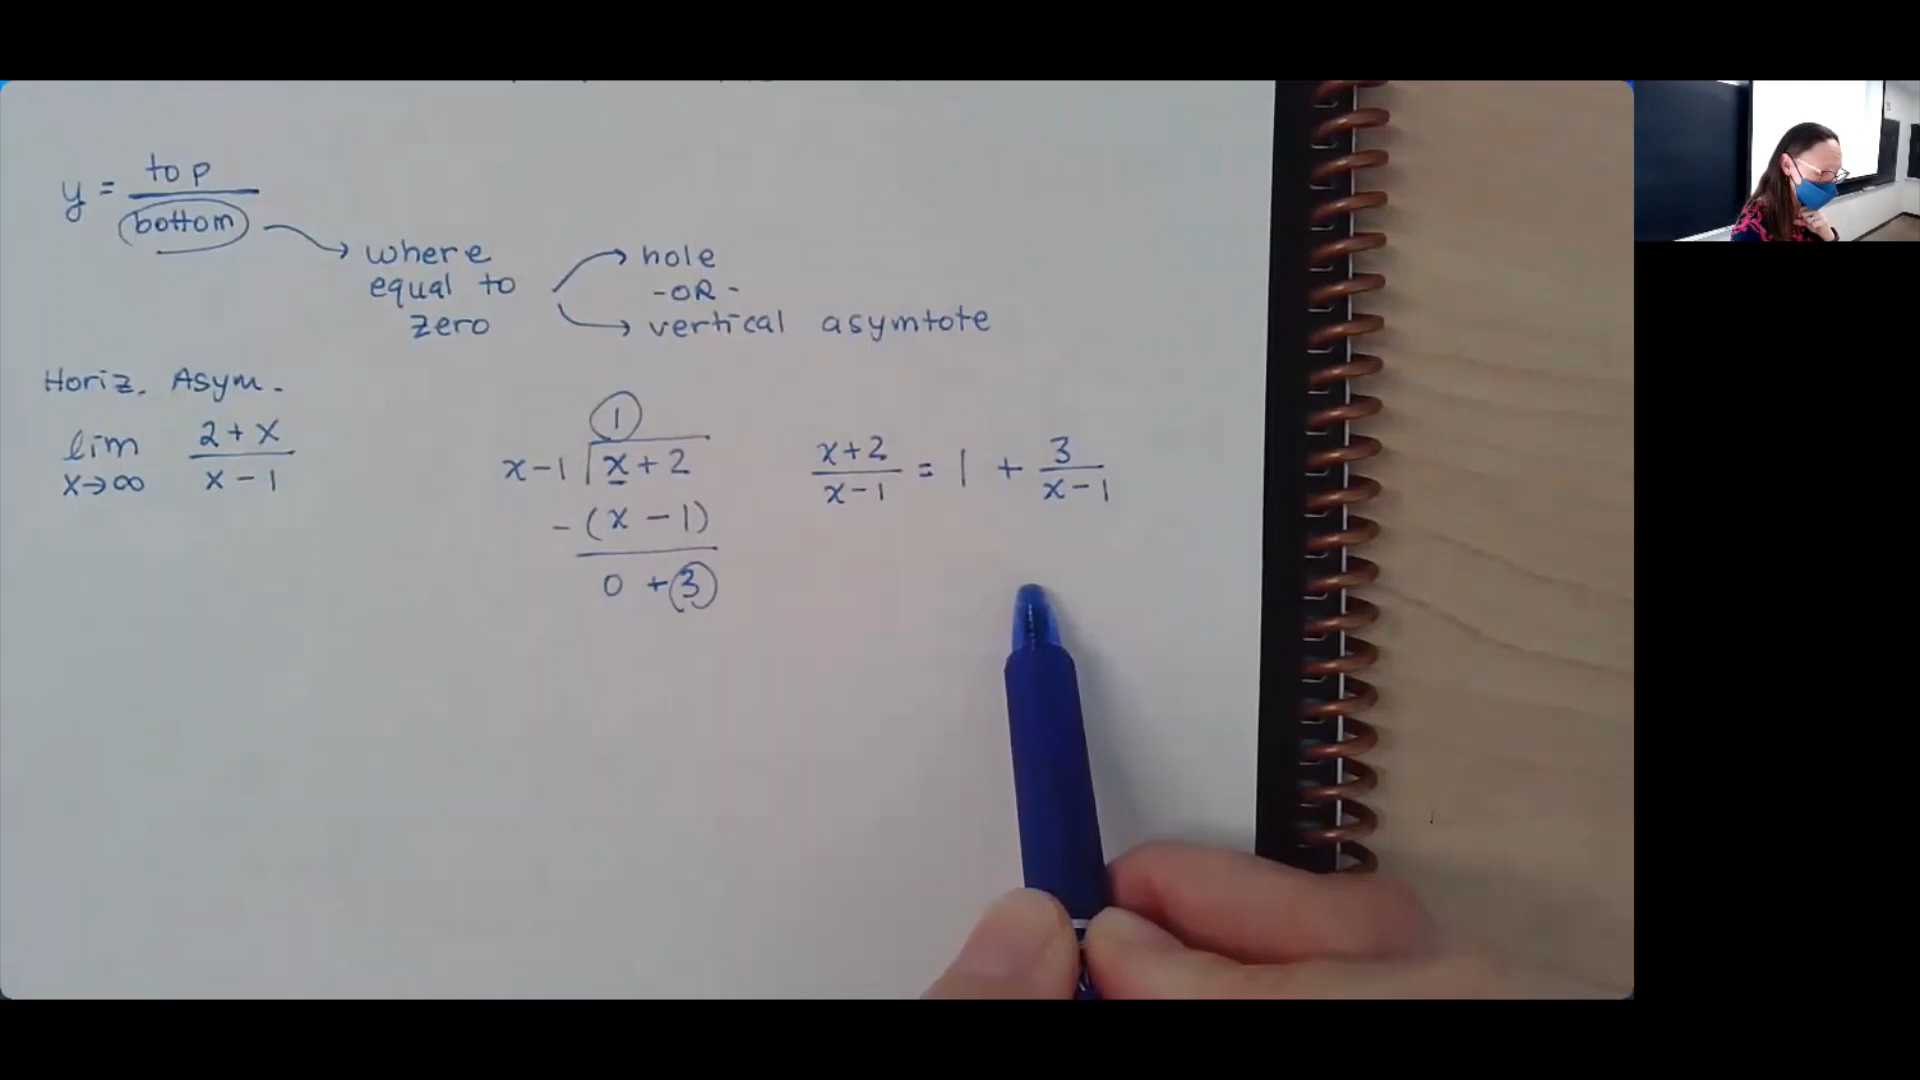 y = top / bottom
where equal to zero
hole
-OR-
vertical asymtote
Horiz. Asym.
lim x→∞ 2+x / x-1
1
x-1 x+2
-(x-1)
0 +3
x+2 / x-1 = 1 + 3 / x-1